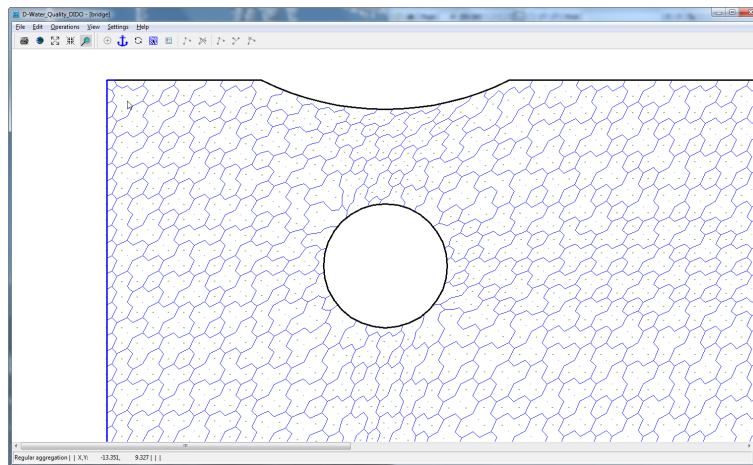 D-Water_Quality_DIDO - [bridge]
File Edit Operations View Settings Help
Regular aggregation | | X,Y: -13.351, 9.327 | | |